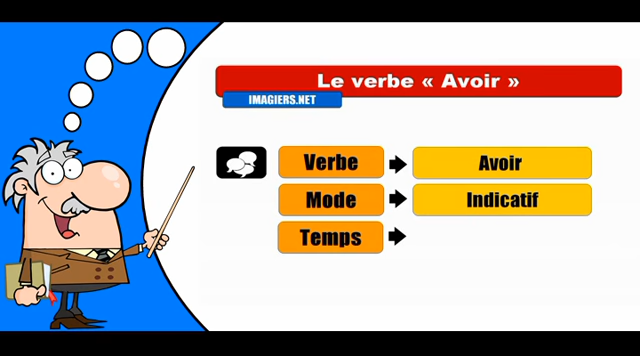 Le verbe « Avoir »
IMAGIERS.NET
Verbe Avoir
Mode Indicatif
Temps